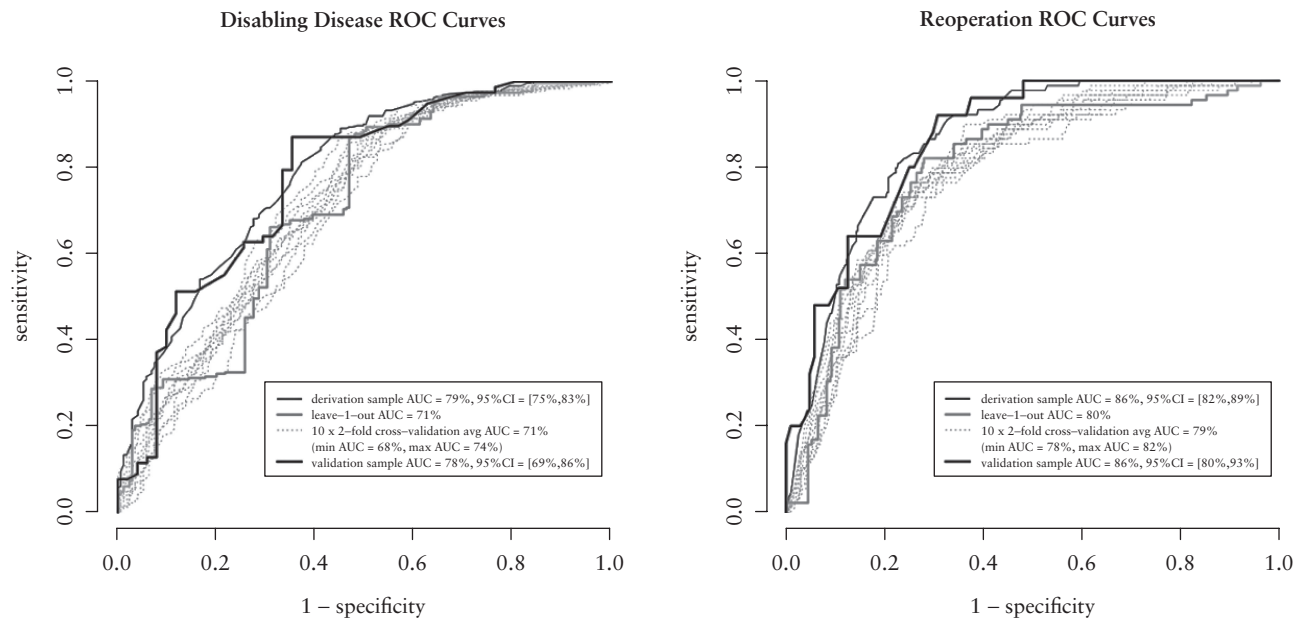 Disabling Disease ROC Curves
sensitivity
1.0
0.8
0.6
0.4
0.2
0.0
derivation sample AUC = 79%, 95%CI = [75%,83%]
leave–1–out AUC = 71%
10 x 2–fold cross–validation avg AUC = 71%
(min AUC = 68%, max AUC = 74%)
validation sample AUC = 78%, 95%CI = [69%,86%]
0.0 0.2 0.4 0.6 0.8 1.0
1 – specificity
Reoperation ROC Curves
sensitivity
1.0
0.8
0.6
0.4
0.2
0.0
derivation sample AUC = 86%, 95%CI = [82%,89%]
leave–1–out AUC = 80%
10 x 2–fold cross–validation avg AUC = 79%
(min AUC = 78%, max AUC = 82%)
validation sample AUC = 86%, 95%CI = [80%,93%]
0.0 0.2 0.4 0.6 0.8 1.0
1 – specificity